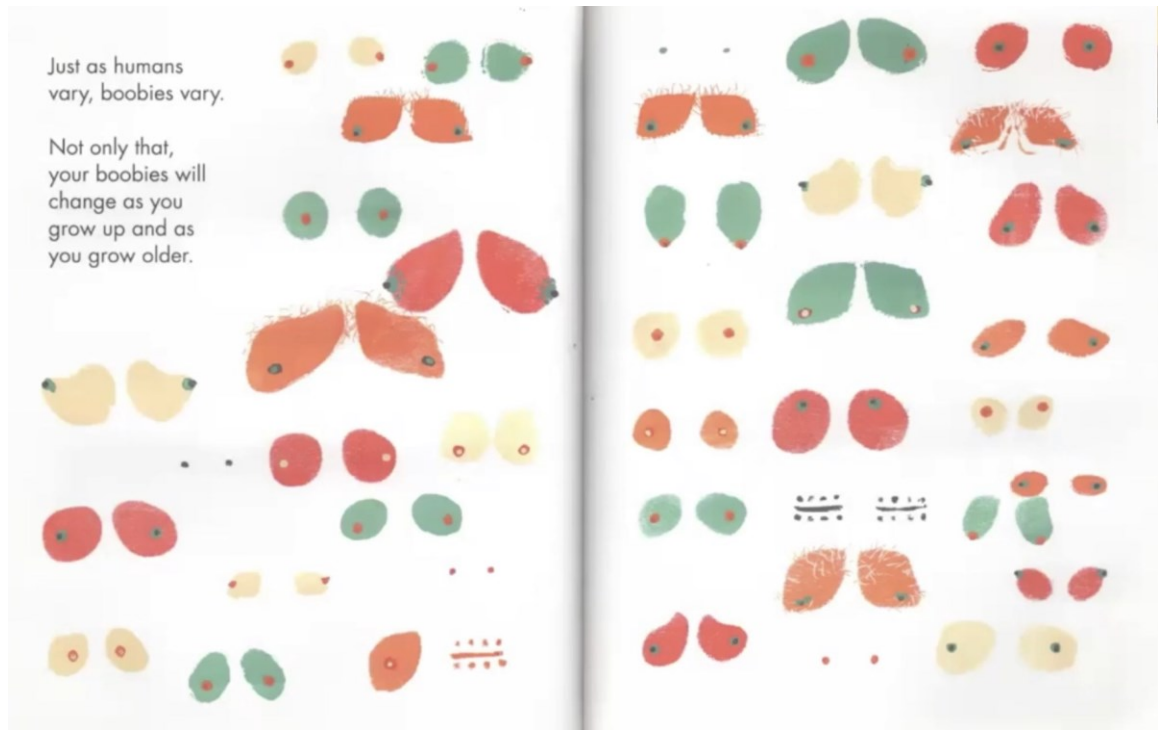 Just as humans
vary, boobies vary.
Not only that,
your boobies will
change as you
grow up and as
you grow older.